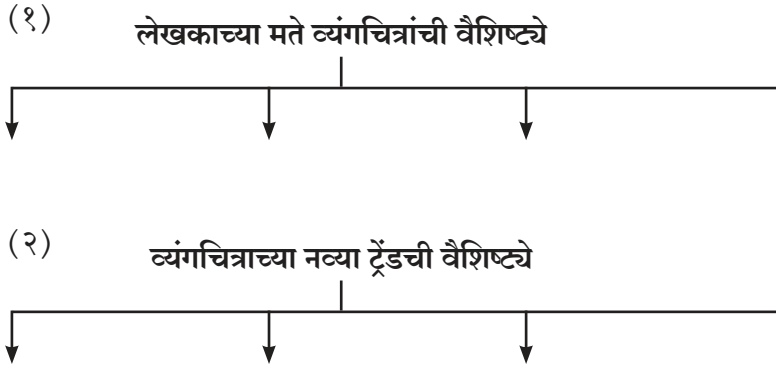 (१)
लेखकाच्या मते व्यंगचित्रांची वैशिष्ट्ये
(२)
व्यंगचित्राच्या नव्या ट्रेंडची वैशिष्ट्ये